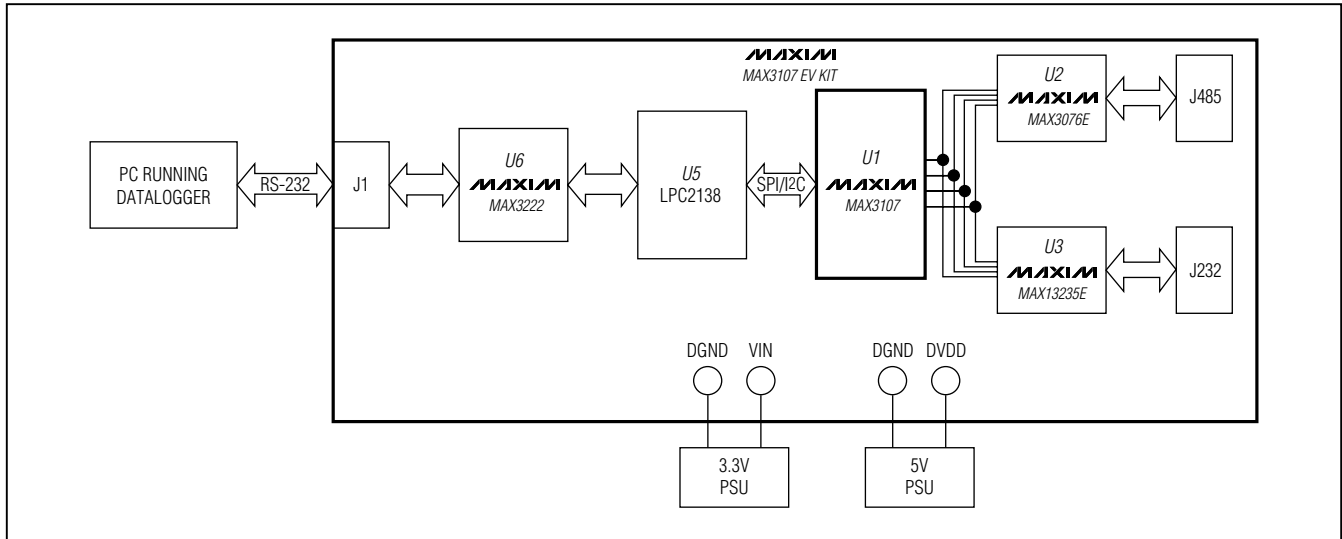 MAXIM
MAX3107 EV KIT
PC RUNNING
DATALOGGER
RS-232
J1
U6
MAXIM
MAX3222
U5
LPC2138
SPI/I²C
U1
MAXIM
MAX3107
U2
MAXIM
MAX3076E
J485
U3
MAXIM
MAX13235E
J232
DGND VIN
DGND DVDD
3.3V
PSU
5V
PSU